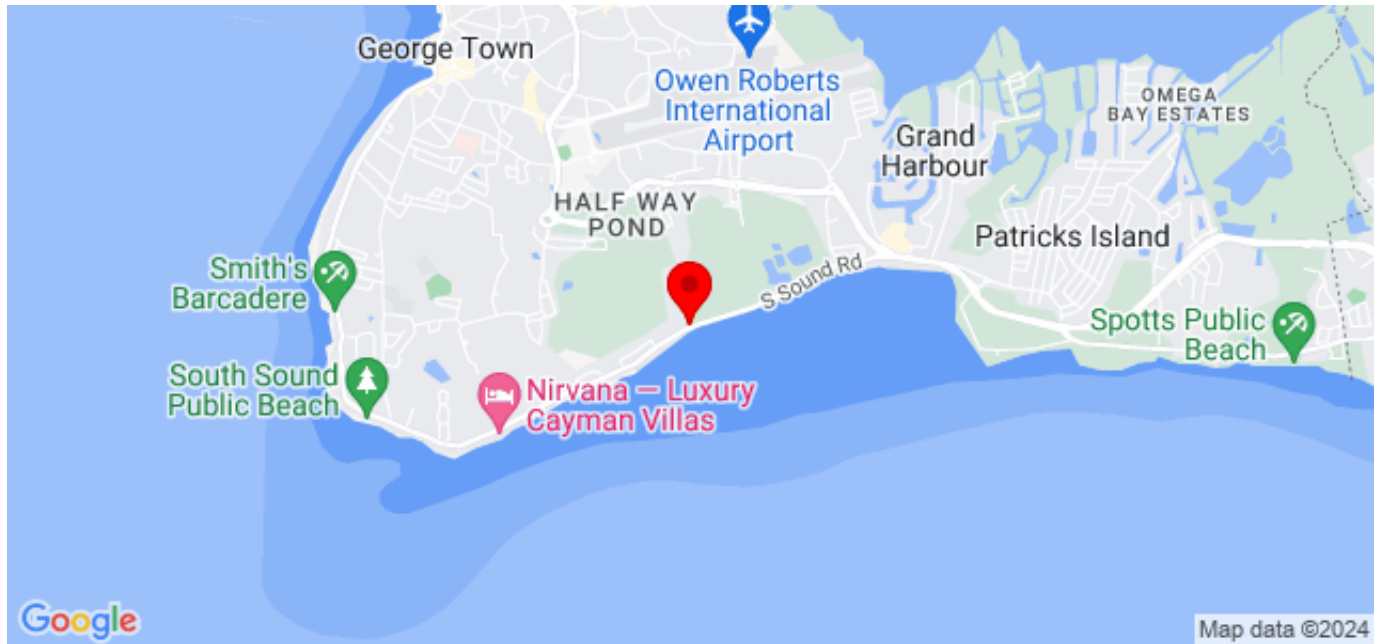 George Town
Owen Roberts
International
Airport
OMEGA
BAY ESTATES
Grand
Harbour
HALF WAY
POND
Patricks Island
Smith's
Barcadere
S Sound Rd
Spotts Public
Beach
South Sound
Public Beach
Nirvana — Luxury
Cayman Villas
Google
Map data ©2024